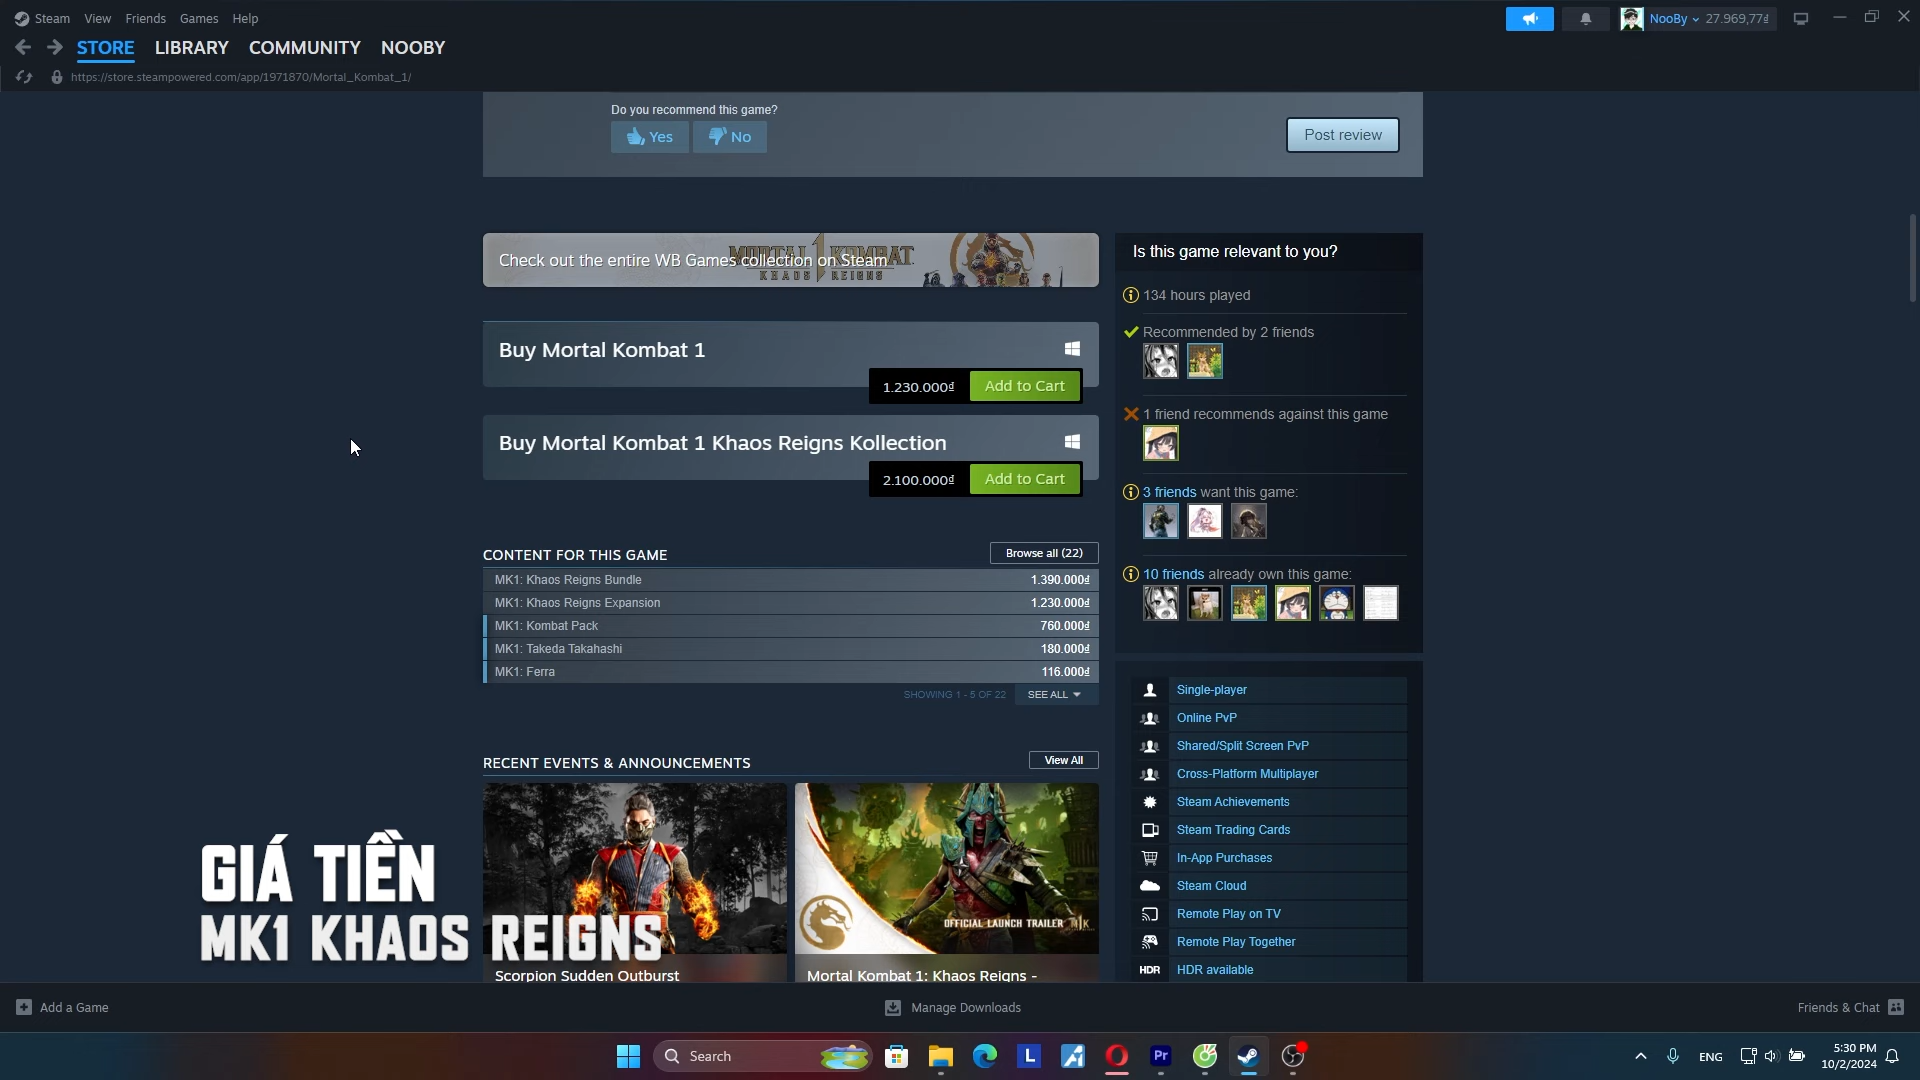 Steam View Friends Games Help
NooBy 27.969,77₫
STORE LIBRARY COMMUNITY NOOBY
https://store.steampowered.com/app/1971870/Mortal_Kombat_1/
Do you recommend this game?
Yes No
Post review
MORTAL KOMBAT 1
KHAOS REIGNS
Check out the entire WB Games collection on Steam
Buy Mortal Kombat 1
1.230.000₫ Add to Cart
Buy Mortal Kombat 1 Khaos Reigns Kollection
2.100.000₫ Add to Cart
CONTENT FOR THIS GAME
Browse all (22)
MK1: Khaos Reigns Bundle 1.390.000₫
MK1: Khaos Reigns Expansion 1.230.000₫
MK1: Kombat Pack 760.000₫
MK1: Takeda Takahashi 180.000₫
MK1: Ferra 116.000₫
SHOWING 1 - 5 OF 22 SEE ALL
RECENT EVENTS & ANNOUNCEMENTS
View All
OFFICIAL LAUNCH TRAILER
Scorpion Sudden Outburst
Mortal Kombat 1: Khaos Reigns -
Is this game relevant to you?
134 hours played
Recommended by 2 friends
1 friend recommends against this game
3 friends want this game:
10 friends already own this game:
Single-player
Online PvP
Shared/Split Screen PvP
Cross-Platform Multiplayer
Steam Achievements
Steam Trading Cards
In-App Purchases
Steam Cloud
Remote Play on TV
Remote Play Together
HDR HDR available
GIÁ TIỀN
MK1 KHAOS REIGNS
Add a Game
Manage Downloads
Friends & Chat
Search
L
Pr
ENG
5:30 PM
10/2/2024